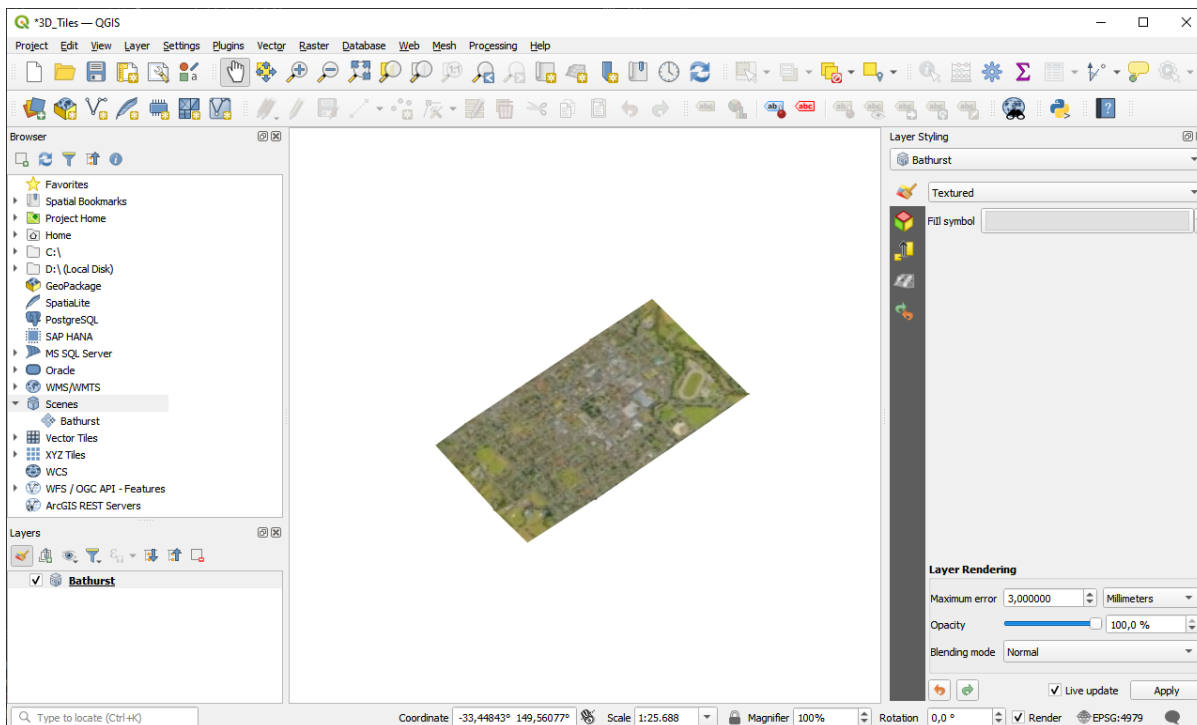 *3D_Tiles — QGIS
Project Edit View Layer Settings Plugins Vector Raster Database Web Mesh Processing Help
Browser
Favorites
Spatial Bookmarks
Project Home
Home
C:\
D:\ (Local Disk)
GeoPackage
SpatiaLite
PostgreSQL
SAP HANA
MS SQL Server
Oracle
WMS/WMTS
Scenes
Bathurst
Vector Tiles
XYZ Tiles
WCS
WFS / OGC API - Features
ArcGIS REST Servers
Layers
Bathurst
Layer Styling
Bathurst
Textured
Fill symbol
Layer Rendering
Maximum error 3,000000 Millimeters
Opacity 100,0 %
Blending mode Normal
Live update Apply
Type to locate (Ctrl+K) Coordinate -33,44843° 149,56077° Scale 1:25.688 Magnifier 100% Rotation 0,0 ° Render EPSG:4979